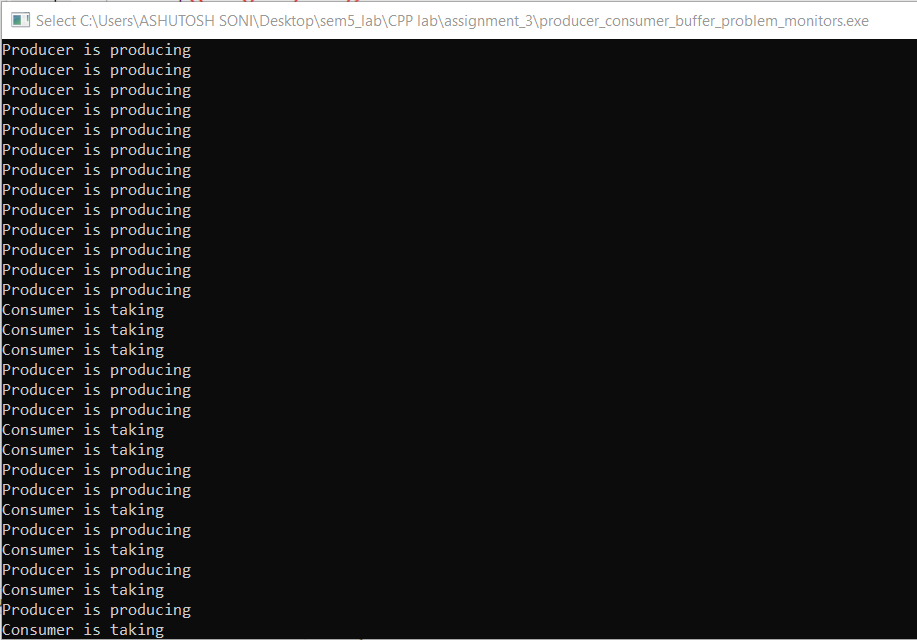 Select C:\Users\ASHUTOSH SONI\Desktop\sem5_lab\CPP lab\assignment_3\producer_consumer_buffer_problem_monitors.exe
Producer is producing
Producer is producing
Producer is producing
Producer is producing
Producer is producing
Producer is producing
Producer is producing
Producer is producing
Producer is producing
Producer is producing
Producer is producing
Producer is producing
Producer is producing
Consumer is taking
Consumer is taking
Consumer is taking
Producer is producing
Producer is producing
Producer is producing
Consumer is taking
Consumer is taking
Producer is producing
Producer is producing
Consumer is taking
Producer is producing
Consumer is taking
Producer is producing
Consumer is taking
Producer is producing
Consumer is taking